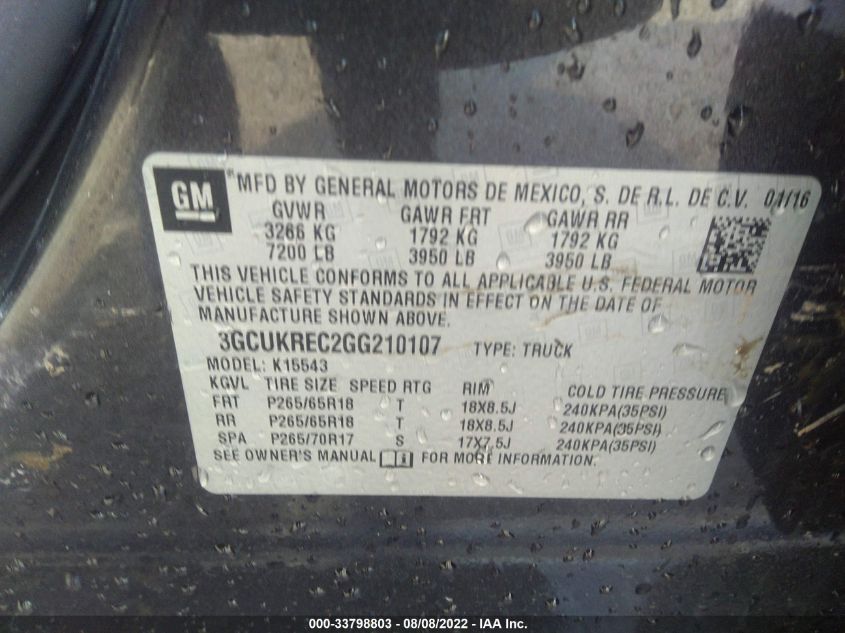 GM ® MFD BY GENERAL MOTORS DE MEXICO, S. DE R.L. DE C.V. 04/16
GVWR GAWR FRT GAWR RR
3266 KG 1792 KG 1792 KG
7200 LB 3950 LB 3950 LB
THIS VEHICLE CONFORMS TO ALL APPLICABLE U.S. FEDERAL MOTOR
VEHICLE SAFETY STANDARDS IN EFFECT ON THE DATE OF
MANUFACTURE SHOWN ABOVE.
3GCUKREC2GG210107 TYPE: TRUCK
MODEL: K15543
KGVL TIRE SIZE SPEED RTG RIM COLD TIRE PRESSURE
FRT P265/65R18 T 18X8.5J 240KPA(35PSI)
RR P265/65R18 T 18X8.5J 240KPA(35PSI)
SPA P265/70R17 S 17X7.5J 240KPA(35PSI)
SEE OWNER'S MANUAL FOR MORE INFORMATION.
000-33798803 - 08/08/2022 - © IAA Inc.